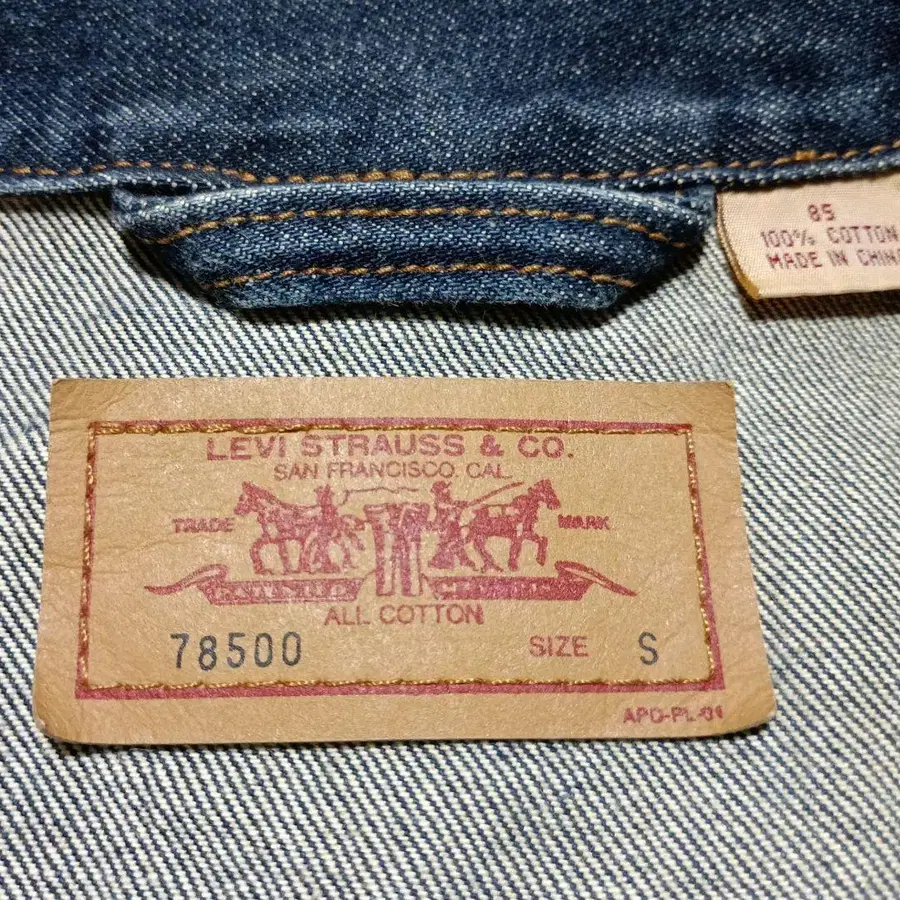 85
100% COTTON
MADE IN CHINA
LEVI STRAUSS & CO.
SAN FRANCISCO CAL.
TRADE MARK
ALL COTTON
78500 SIZE S
APD-PL-01